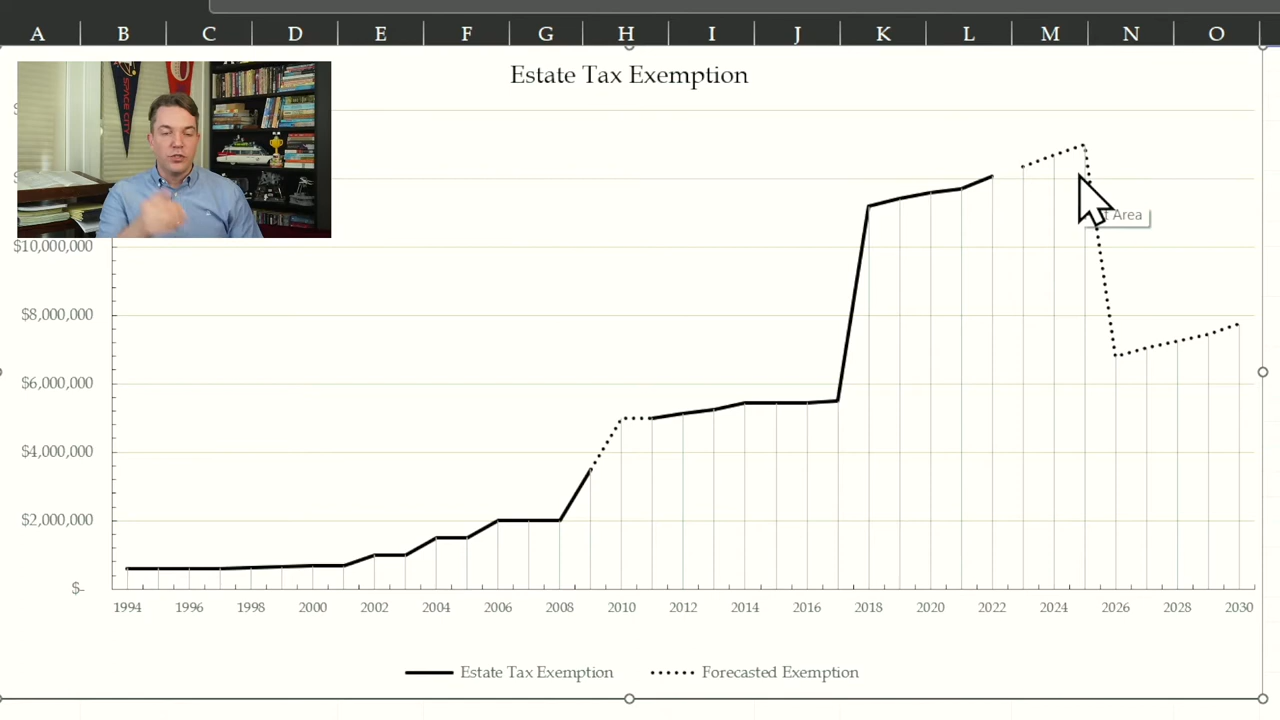 A B C D E F G H I J K L M N O
Estate Tax Exemption
SPACE CITY
Area
$10,000,000
$8,000,000
$6,000,000
$4,000,000
$2,000,000
$-
1994 1996 1998 2000 2002 2004 2006 2008 2010 2012 2014 2016 2018 2020 2022 2024 2026 2028 2030
Estate Tax Exemption Forecasted Exemption